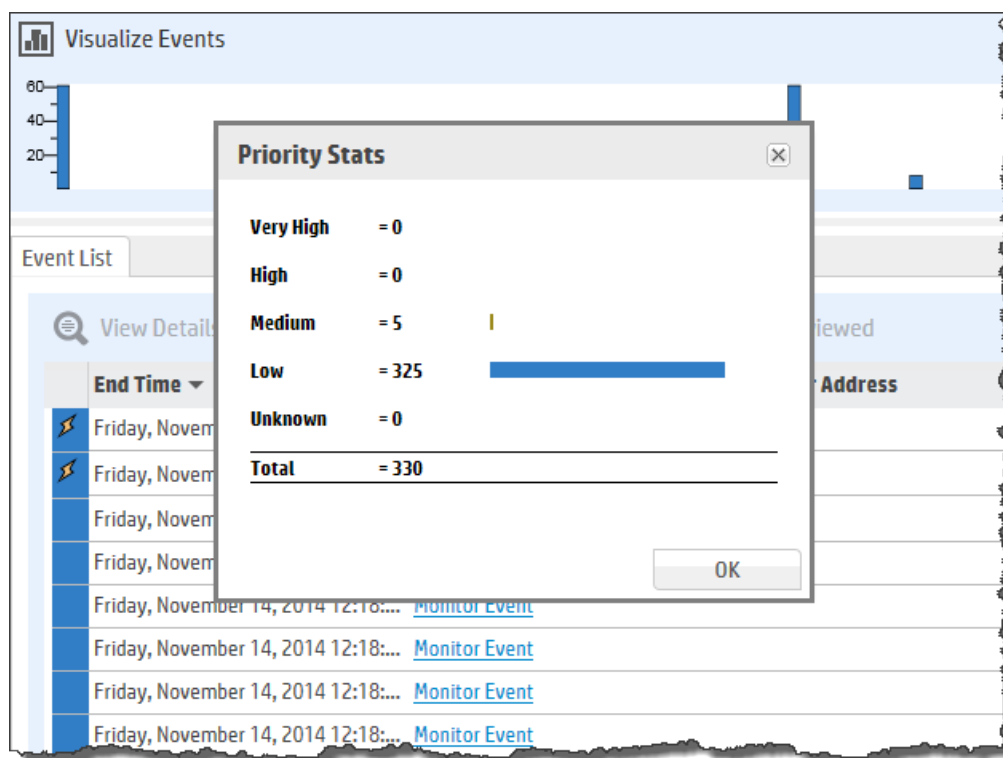 Visualize Events
60
40
20
Priority Stats
Very High = 0
High = 0
Medium = 5
Low = 325
Unknown = 0
Total = 330
OK
Event List
View Details
End Time Address
Friday, Novem
Friday, Novem
Friday, Novem
Friday, Novem
Friday, November 14, 2014 12:18:... Monitor Event
Friday, November 14, 2014 12:18:... Monitor Event
Friday, November 14, 2014 12:18:... Monitor Event
Friday, November 14, 2014 12:18:... Monitor Event